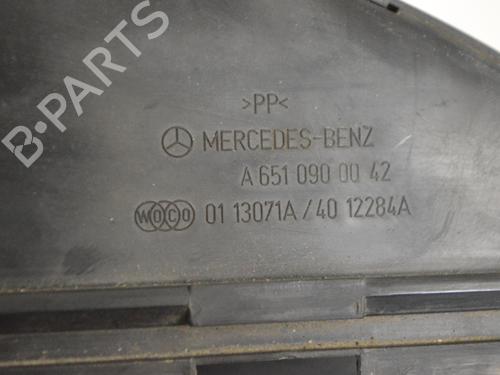 >PP<
MERCEDES-BENZ
A 651 090 00 42
WOCO 01 13071A/40 12284A
B-PARTS